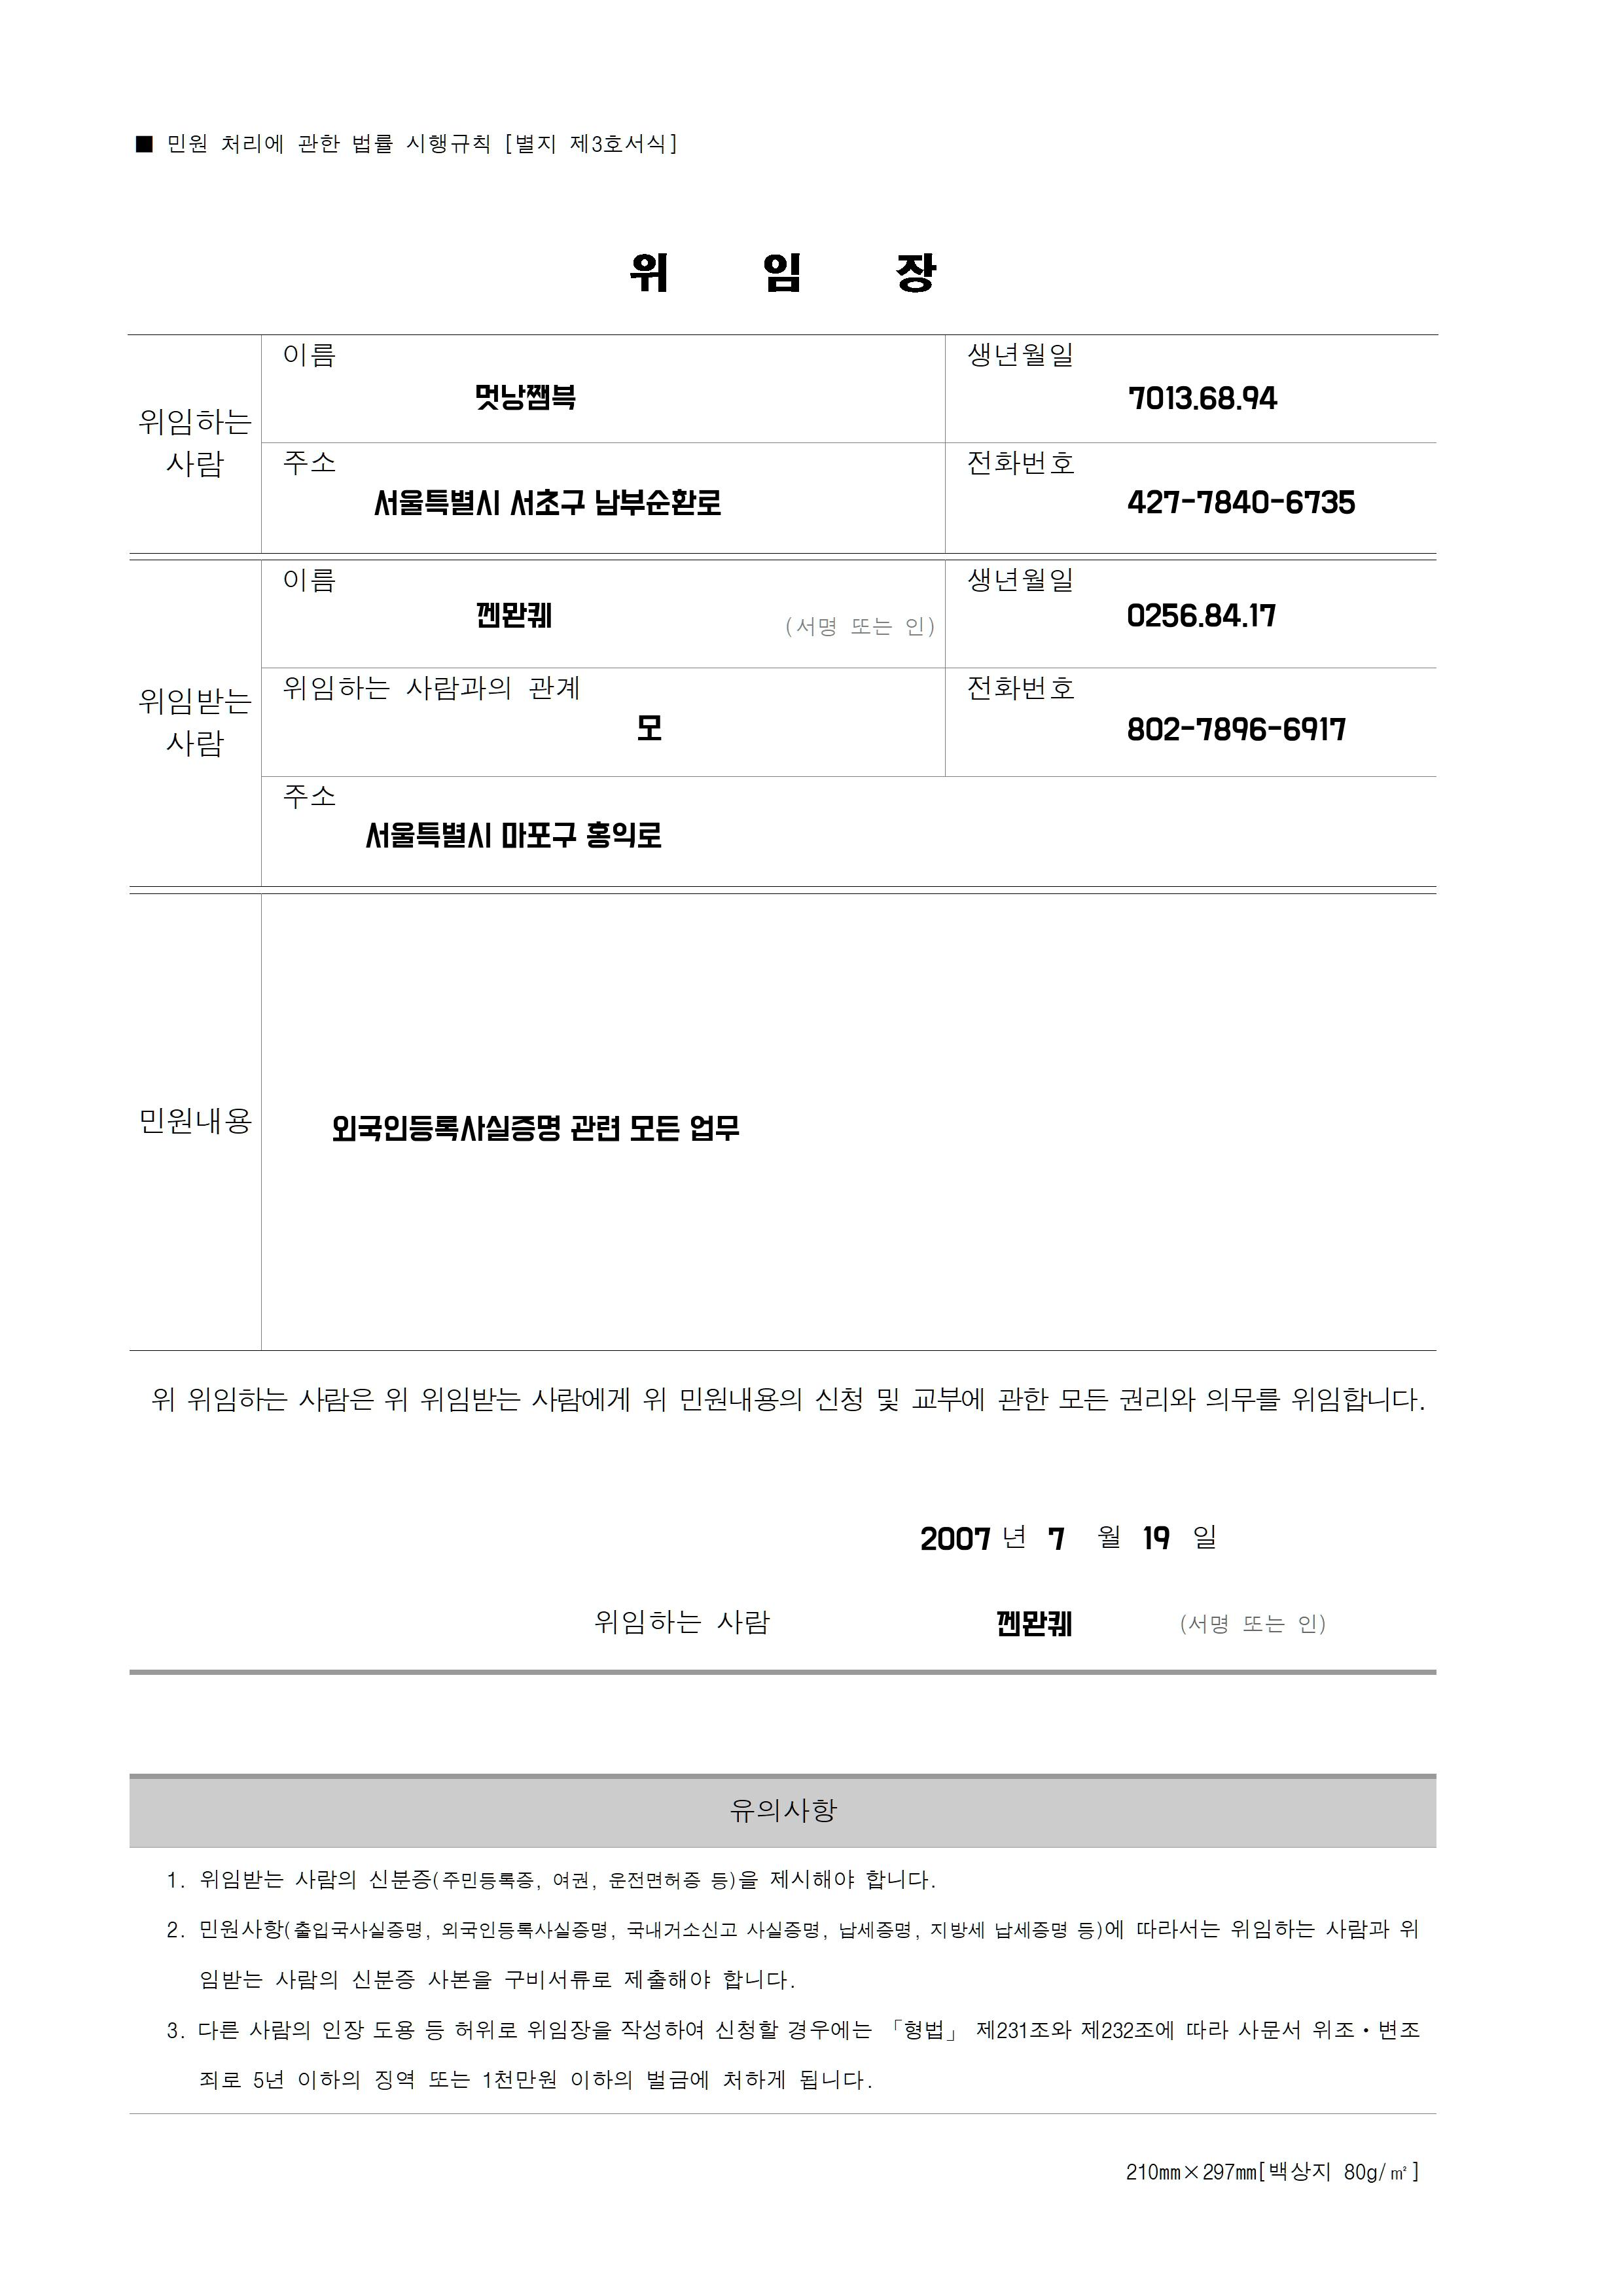 ■ 민원 처리에 관한 법률 시행규칙 [별지 제3호서식]
위 임 장
위임하는 사람
이름
멋낭쨈븍
생년월일
7013.68.94
주소
서울특별시 서초구 남부순환로
전화번호
427-7840-6735
위임받는 사람
이름
껜롼퀘
(서명 또는 인)
생년월일
0256.84.17
위임하는 사람과의 관계
모
전화번호
802-7896-6917
주소
서울특별시 마포구 홍익로
민원내용
외국인등록사실증명 관련 모든 업무
위 위임하는 사람은 위 위임받는 사람에게 위 민원내용의 신청 및 교부에 관한 모든 권리와 의무를 위임합니다.
2007 년 7 월 19 일
위임하는 사람 껜롼퀘 (서명 또는 인)
유의사항
1. 위임받는 사람의 신분증(주민등록증, 여권, 운전면허증 등)을 제시해야 합니다.
2. 민원사항(출입국사실증명, 외국인등록사실증명, 국내거소신고 사실증명, 납세증명, 지방세 납세증명 등)에 따라서는 위임하는 사람과 위
임받는 사람의 신분증 사본을 구비서류로 제출해야 합니다.
3. 다른 사람의 인장 도용 등 허위로 위임장을 작성하여 신청할 경우에는 「형법」 제231조와 제232조에 따라 사문서 위조·변조
죄로 5년 이하의 징역 또는 1천만원 이하의 벌금에 처하게 됩니다.
210㎜×297㎜[백상지 80g/㎡]